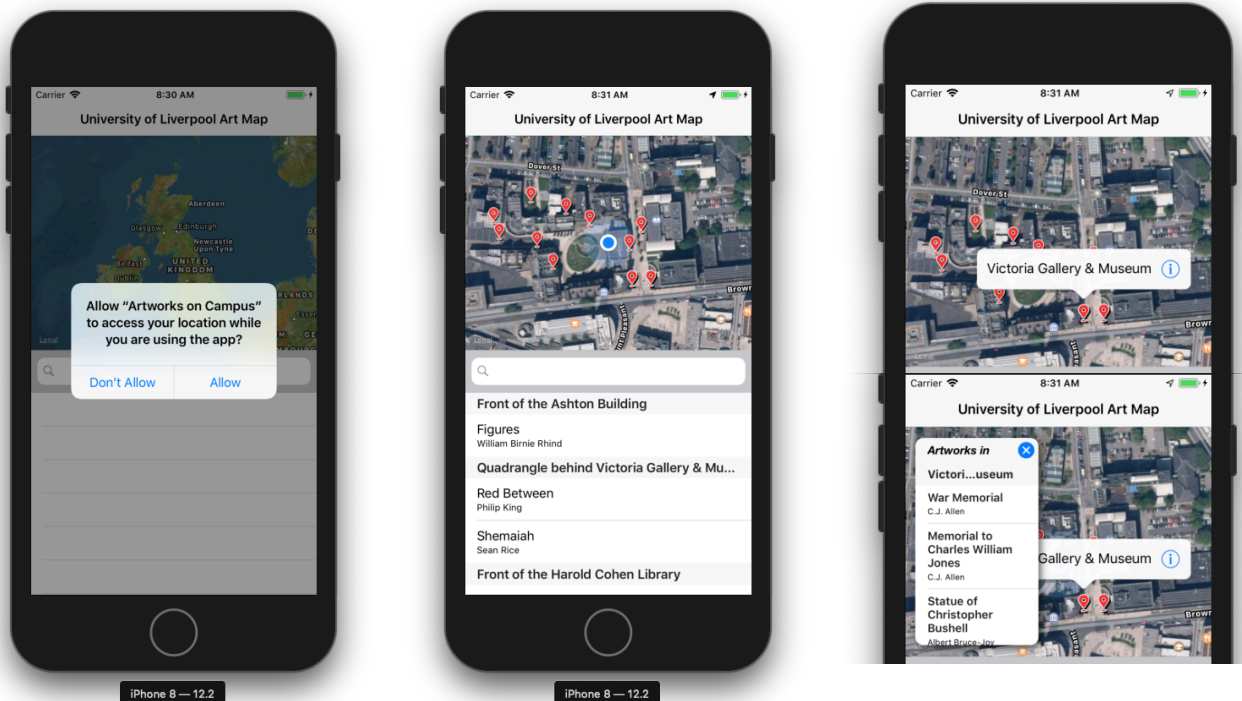 Carrier
8:30 AM
University of Liverpool Art Map
Aberdeen
Glasgow
Edinburgh
Newcastle
Upon Tyne
Belfast
UNITED
KINGDOM
Dublin
Allow “Artworks on Campus”
to access your location while
you are using the app?
Don’t Allow
Allow
Legal
iPhone 8 — 12.2
Carrier
8:31 AM
University of Liverpool Art Map
Dover St
Brown
Legal
Front of the Ashton Building
Figures
William Birnie Rhind
Quadrangle behind Victoria Gallery & Mu...
Red Between
Philip King
Shemaiah
Sean Rice
Front of the Harold Cohen Library
iPhone 8 — 12.2
Carrier
8:31 AM
University of Liverpool Art Map
Dover St
Victoria Gallery & Museum
Brown
Legal
Carrier
8:31 AM
University of Liverpool Art Map
Artworks in
Victori...useum
War Memorial
C.J. Allen
Memorial to
Charles William
Jones
C.J. Allen
Gallery & Museum
Statue of
Christopher
Bushell
Albert Bruce-Joy
Brown